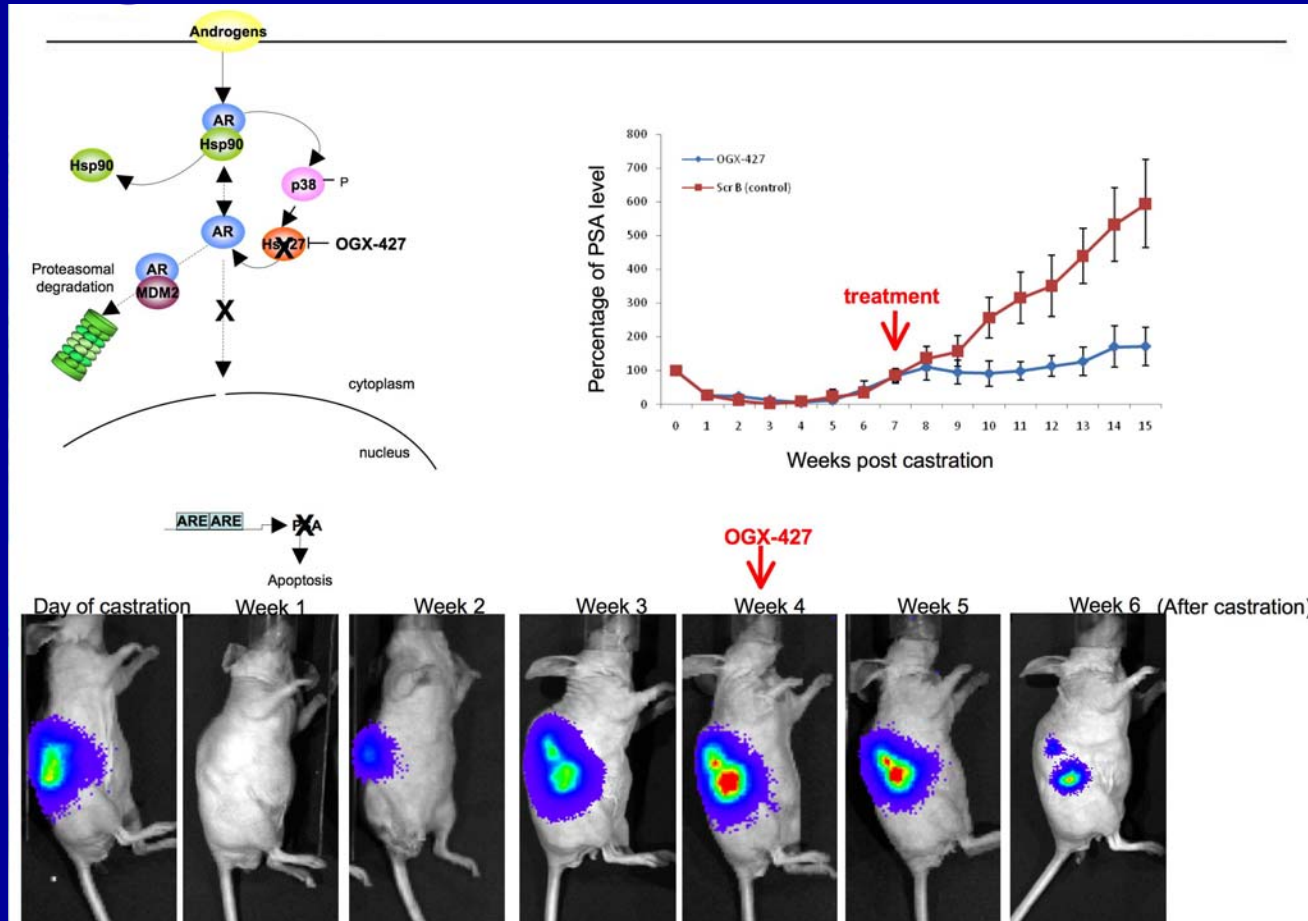 Androgens
AR
Hsp90
Hsp90
p38
P
AR
OGX-427
AR
MDM2
Proteasomal
degradation
cytoplasm
nucleus
ARE ARE
Apoptosis
800
700
600
500
400
300
200
100
0
Percentage of PSA level
OGX-427
Scr B (control)
treatment
0 1 2 3 4 5 6 7 8 9 10 11 12 13 14 15
Weeks post castration
OGX-427
Day of castration Week 1 Week 2 Week 3 Week 4 Week 5 Week 6 (After castration)